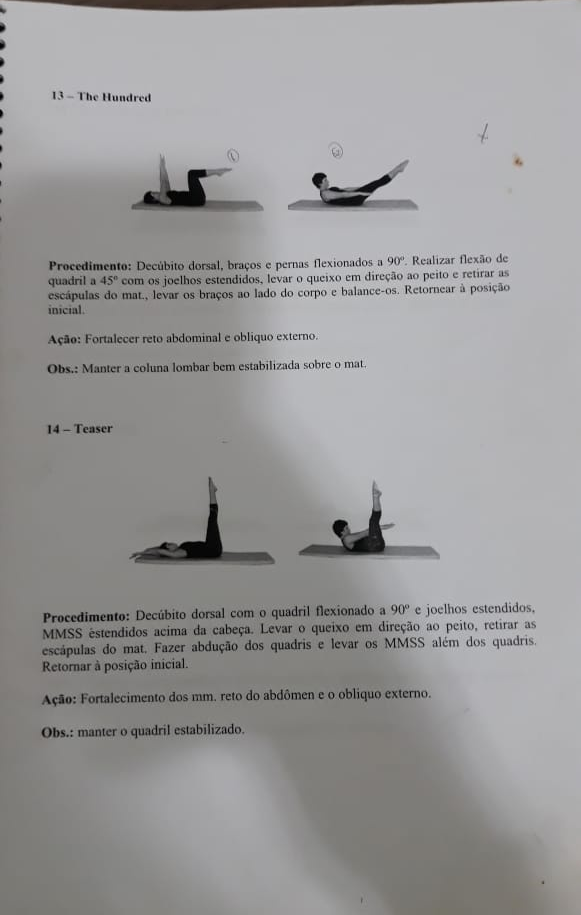 13 – The Hundred
1
2
Procedimento: Decúbito dorsal, braços e pernas flexionados a 90º. Realizar flexão de
quadril a 45º com os joelhos estendidos, levar o queixo em direção ao peito e retirar as
escápulas do mat., levar os braços ao lado do corpo e balance-os. Retornear à posição
inicial.
Ação: Fortalecer reto abdominal e obliquo externo.
Obs.: Manter a coluna lombar bem estabilizada sobre o mat.
14 – Teaser
Procedimento: Decúbito dorsal com o quadril flexionado a 90º e joelhos estendidos,
MMSS estendidos acima da cabeça. Levar o queixo em direção ao peito, retirar as
escápulas do mat. Fazer abdução dos quadris e levar os MMSS além dos quadris.
Retornar à posição inicial.
Ação: Fortalecimento dos mm. reto do abdômen e o obliquo externo.
Obs.: manter o quadril estabilizado.